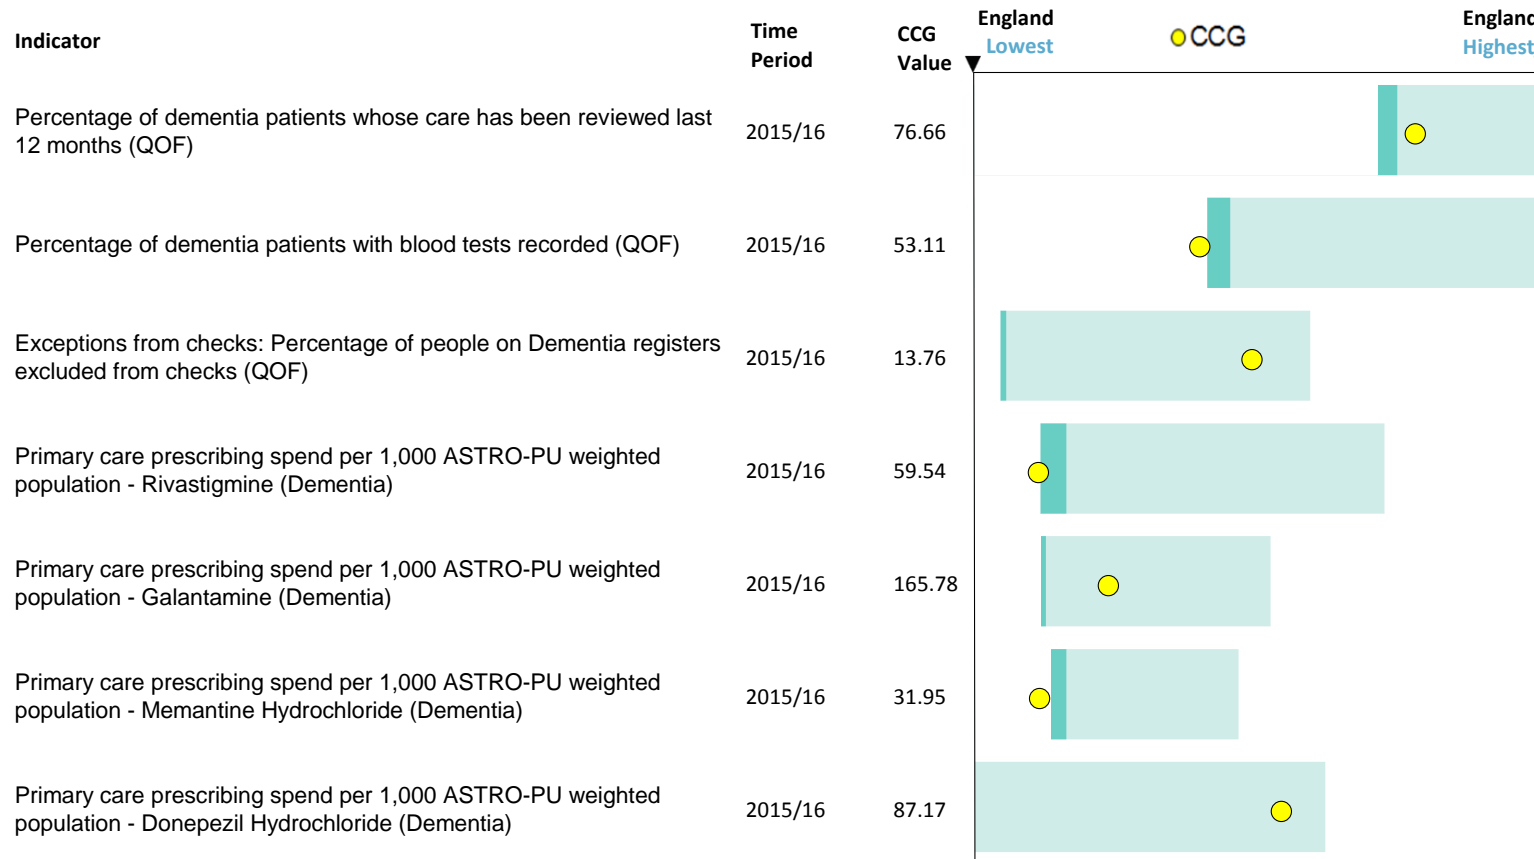 Indicator
Time
Period
CCG
Value
England
Lowest
CCG
England
Highest
Percentage of dementia patients whose care has been reviewed last
12 months (QOF)
2015/16
76.66
Percentage of dementia patients with blood tests recorded (QOF)
2015/16
53.11
Exceptions from checks: Percentage of people on Dementia registers
excluded from checks (QOF)
2015/16
13.76
Primary care prescribing spend per 1,000 ASTRO-PU weighted
population - Rivastigmine (Dementia)
2015/16
59.54
Primary care prescribing spend per 1,000 ASTRO-PU weighted
population - Galantamine (Dementia)
2015/16
165.78
Primary care prescribing spend per 1,000 ASTRO-PU weighted
population - Memantine Hydrochloride (Dementia)
2015/16
31.95
Primary care prescribing spend per 1,000 ASTRO-PU weighted
population - Donepezil Hydrochloride (Dementia)
2015/16
87.17